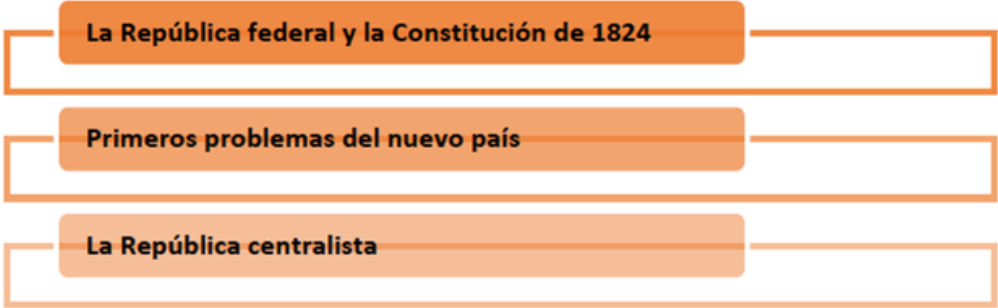 La República federal y la Constitución de 1824
Primeros problemas del nuevo país
La República centralista